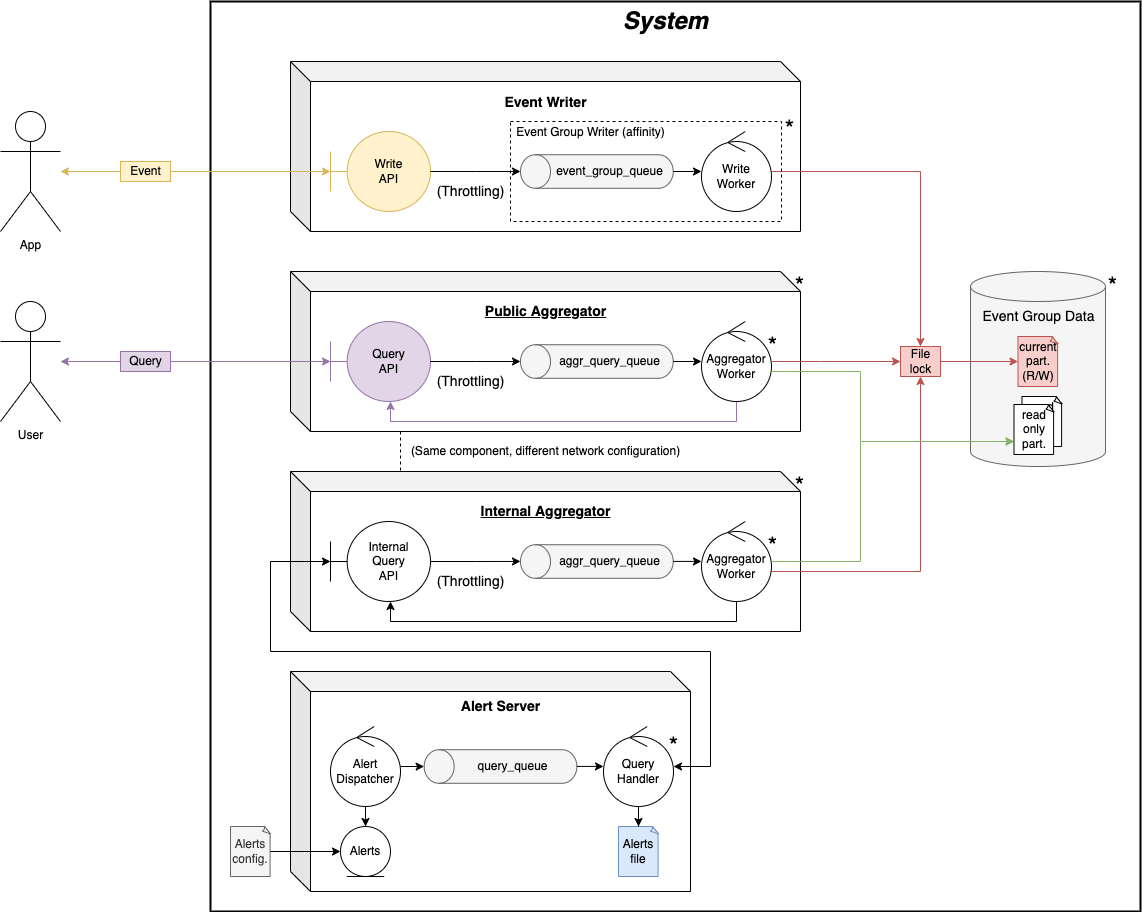 System
Event Writer
*
Event Group Writer (affinity)
App
Event
Write
API
(Throttling)
event_group_queue
Write
Worker
Public Aggregator
*
User
Query
Query
API
(Throttling)
aggr_query_queue
Aggregator
Worker
*
File
lock
Event Group Data
*
current
part.
(R/W)
read
only
part.
(Same component, different network configuration)
Internal Aggregator
*
Internal
Query
API
(Throttling)
aggr_query_queue
Aggregator
Worker
*
Alert Server
Alert
Dispatcher
query_queue
Query
Handler
*
Alerts
config.
Alerts
Alerts
file